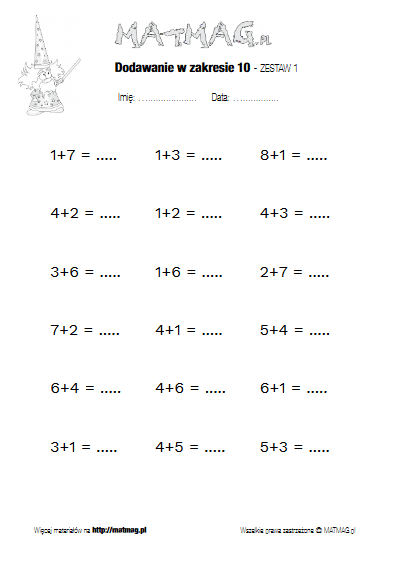 MATMAG.PL
Dodawanie w zakresie 10 - ZESTAW 1
Imię: ........................ Data: ..................
1+7 = ..... 1+3 = ..... 8+1 = .....
4+2 = ..... 1+2 = ..... 4+3 = .....
3+6 = ..... 1+6 = ..... 2+7 = .....
7+2 = ..... 4+1 = ..... 5+4 = .....
6+4 = ..... 4+6 = ..... 6+1 = .....
3+1 = ..... 4+5 = ..... 5+3 = .....
Więcej materiałów na http://matmag.pl Wszelkie prawa zastrzeżone © MATMAG.pl